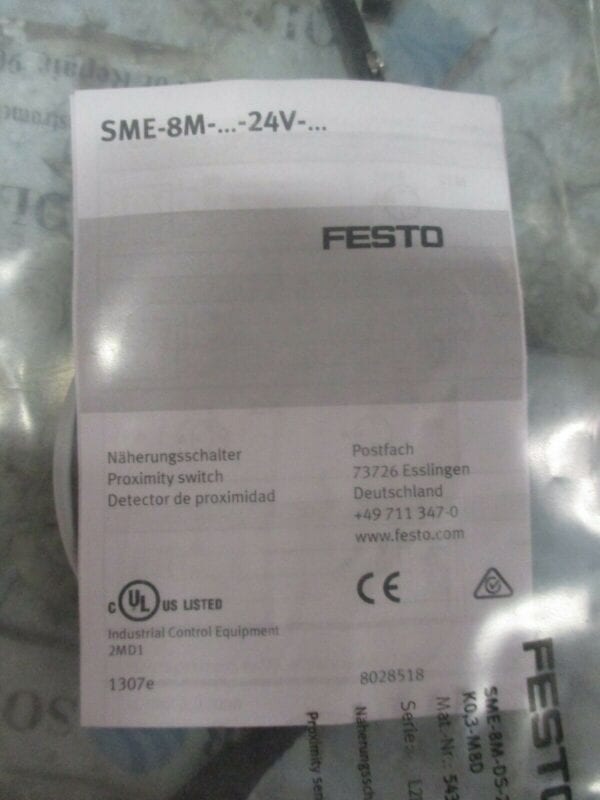 SME-8M-...-24V-...
FESTO
Näherungsschalter
Proximity switch
Detector de proximidad
Postfach
73726 Esslingen
Deutschland
+49 711 347-0
www.festo.com
C UL US LISTED
Industrial Control Equipment
2MD1
CE
1307e
8028518
FESTO
SME-8M-DS-
K0,3-M8D
Mat.-Nr.: 543
Serie:
Näherungssch
Proximity sen